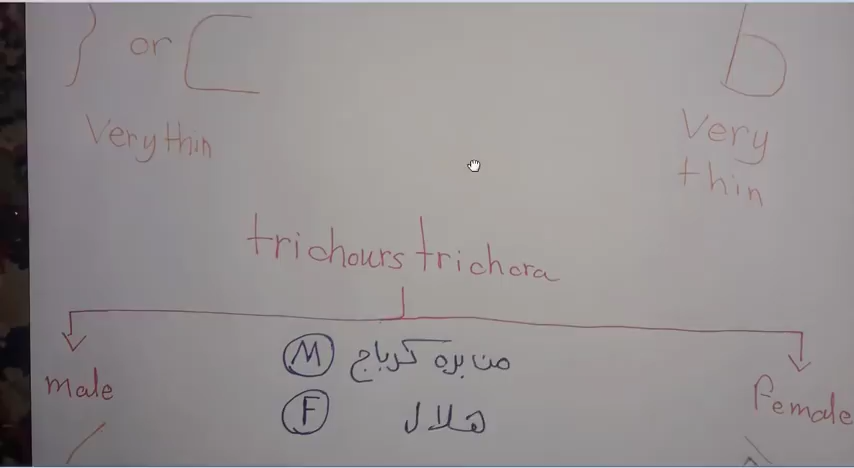 } or C
b
Very thin
Very
thin
trichours trichora
male
M من بره كرباج
F هلال
Female